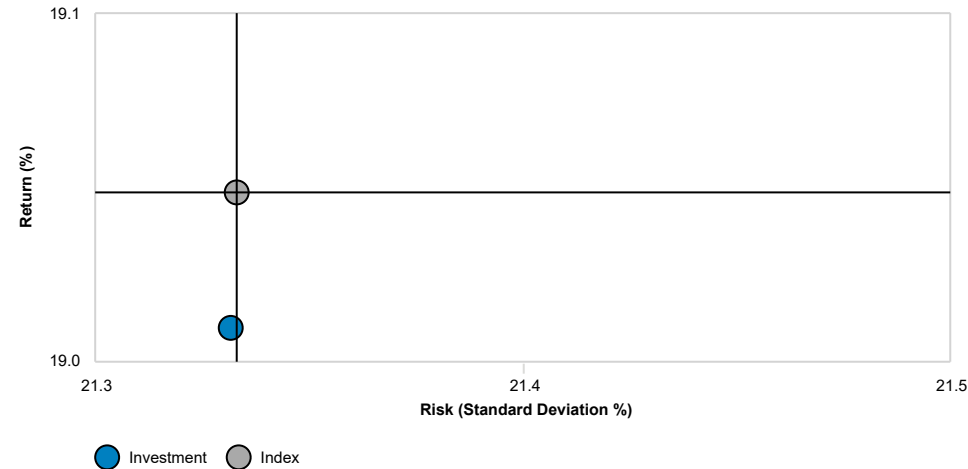 19.1
Return (%)
19.0
21.3 21.4 21.5
Risk (Standard Deviation %)
Investment Index